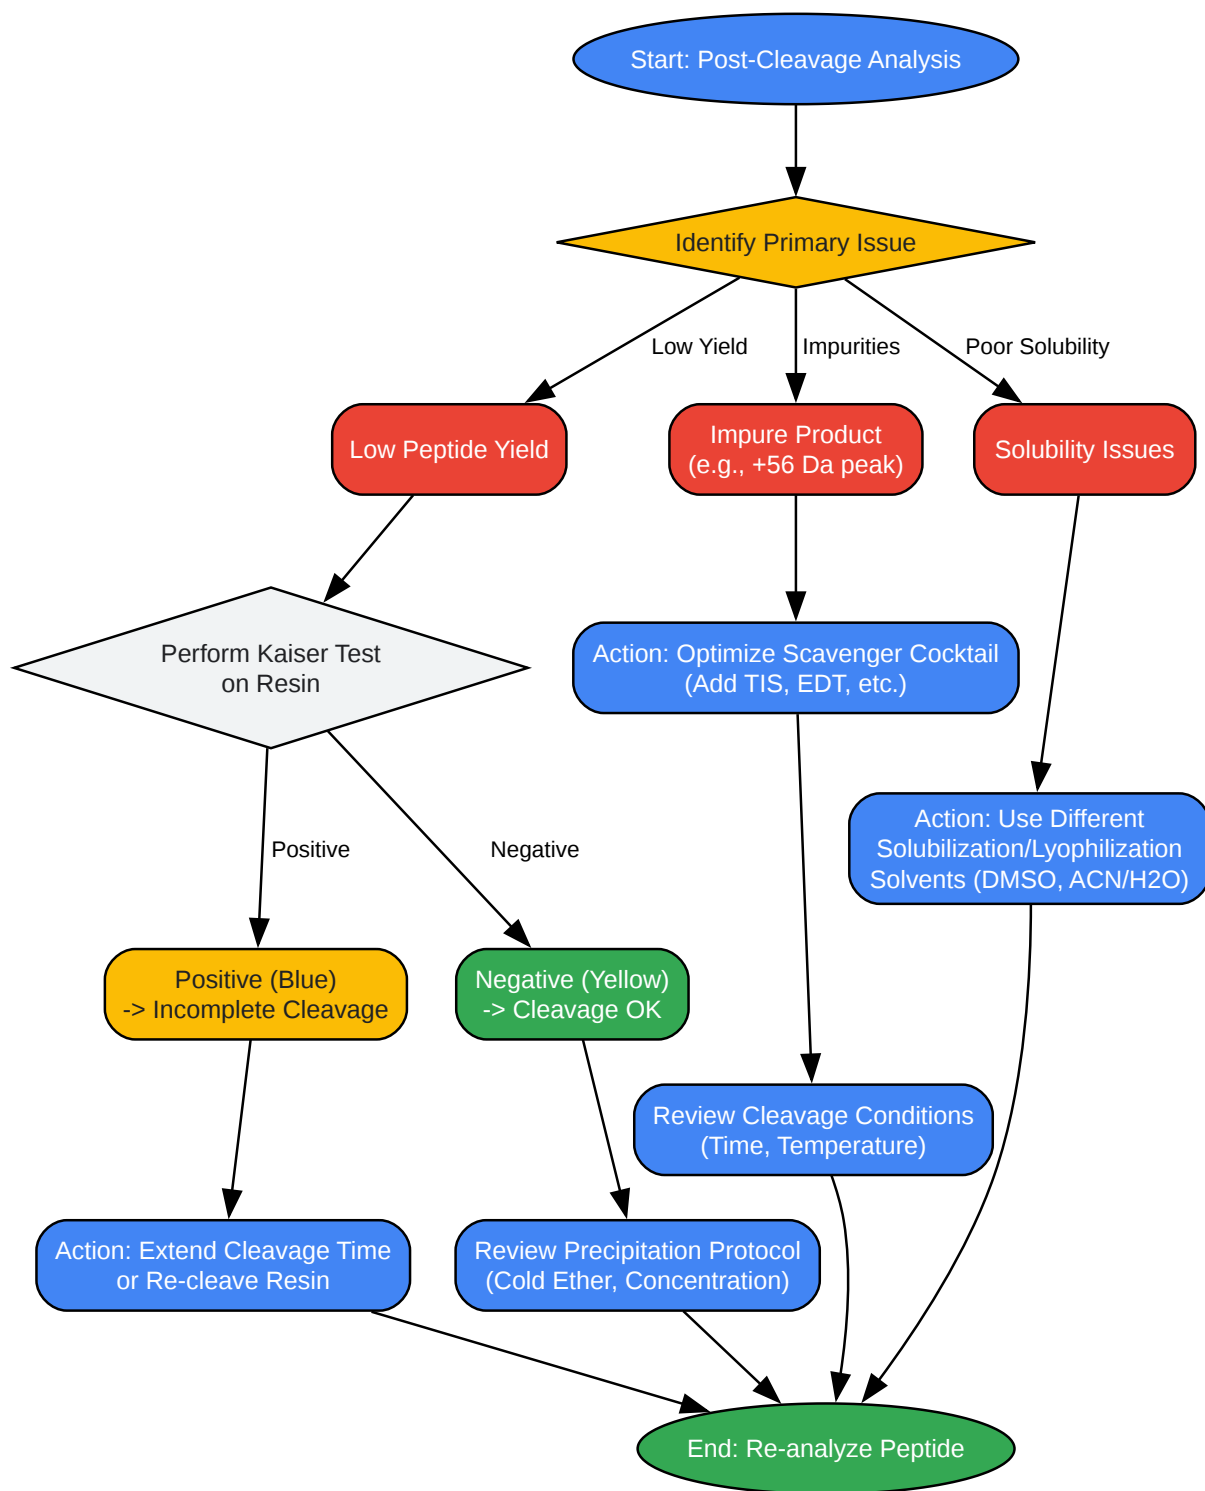 Start: Post-Cleavage Analysis
Identify Primary Issue
Low Yield
Impurities
Poor Solubility
Low Peptide Yield
Impure Product
(e.g., +56 Da peak)
Solubility Issues
Perform Kaiser Test
on Resin
Action: Optimize Scavenger Cocktail
(Add TIS, EDT, etc.)
Action: Use Different
Solubilization/Lyophilization
Solvents (DMSO, ACN/H2O)
Positive
Negative
Positive (Blue)
-> Incomplete Cleavage
Negative (Yellow)
-> Cleavage OK
Review Cleavage Conditions
(Time, Temperature)
Action: Extend Cleavage Time
or Re-cleave Resin
Review Precipitation Protocol
(Cold Ether, Concentration)
End: Re-analyze Peptide